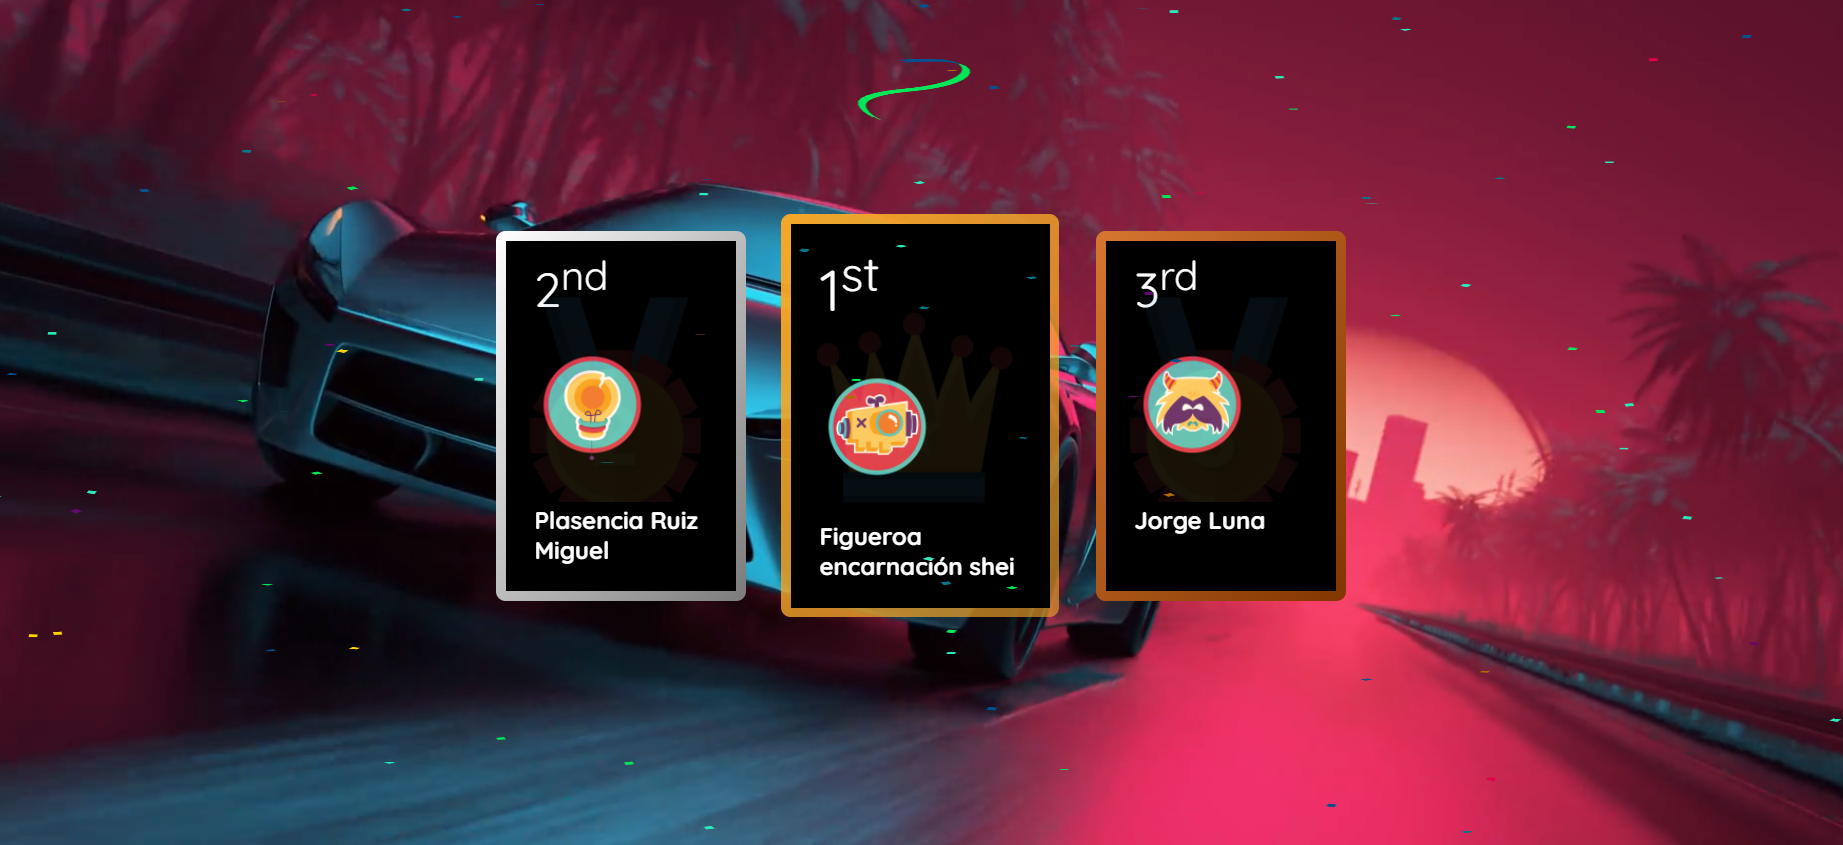 2nd
Plasencia Ruiz
Miguel
1st
Figueroa
encarnación shei
3rd
Jorge Luna